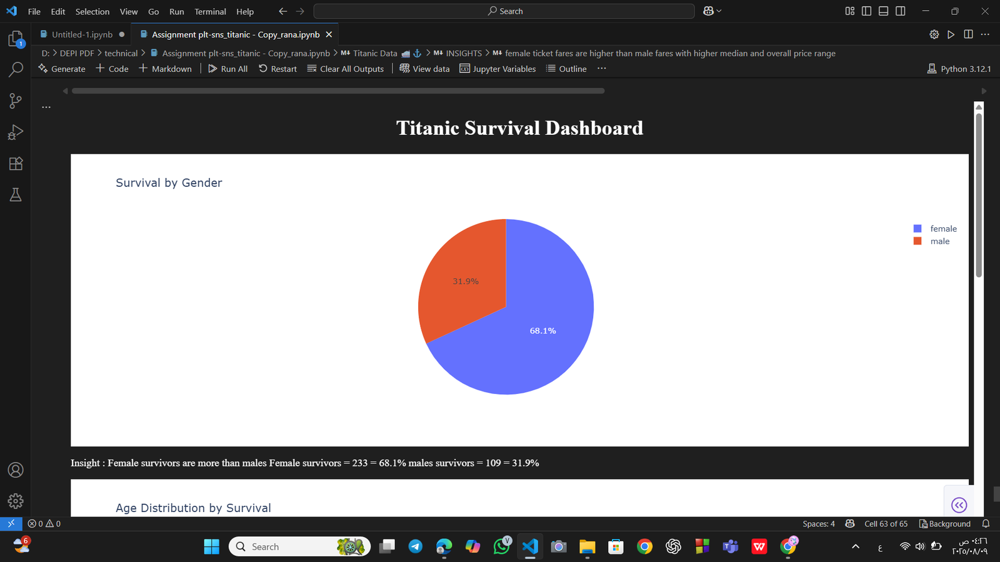 File Edit Selection View Go Run Terminal Help
Search
Untitled-1.ipynb
Assignment plt-sns_titanic - Copy_rana.ipynb
1
D: > DEPI PDF > technical > Assignment plt-sns_titanic - Copy_rana.ipynb > M↓ Titanic Data 🚢⚓ > M↓ INSIGHTS > M↓ female ticket fares are higher than male fares with higher median and overall price range
Generate + Code + Markdown Run All Restart Clear All Outputs View data Jupyter Variables Outline ...
Python 3.12.1
...
Titanic Survival Dashboard
Survival by Gender
female
male
31.9%
68.1%
Insight : Female survivors are more than males Female survivors = 233 = 68.1% males survivors = 109 = 31.9%
Age Distribution by Survival
0 0
Spaces: 4
Cell 63 of 65
Background
6
Search
V
T
W
ع
٠٤:٢٦ ص
٢٠٢٥/٠٨/٠٩